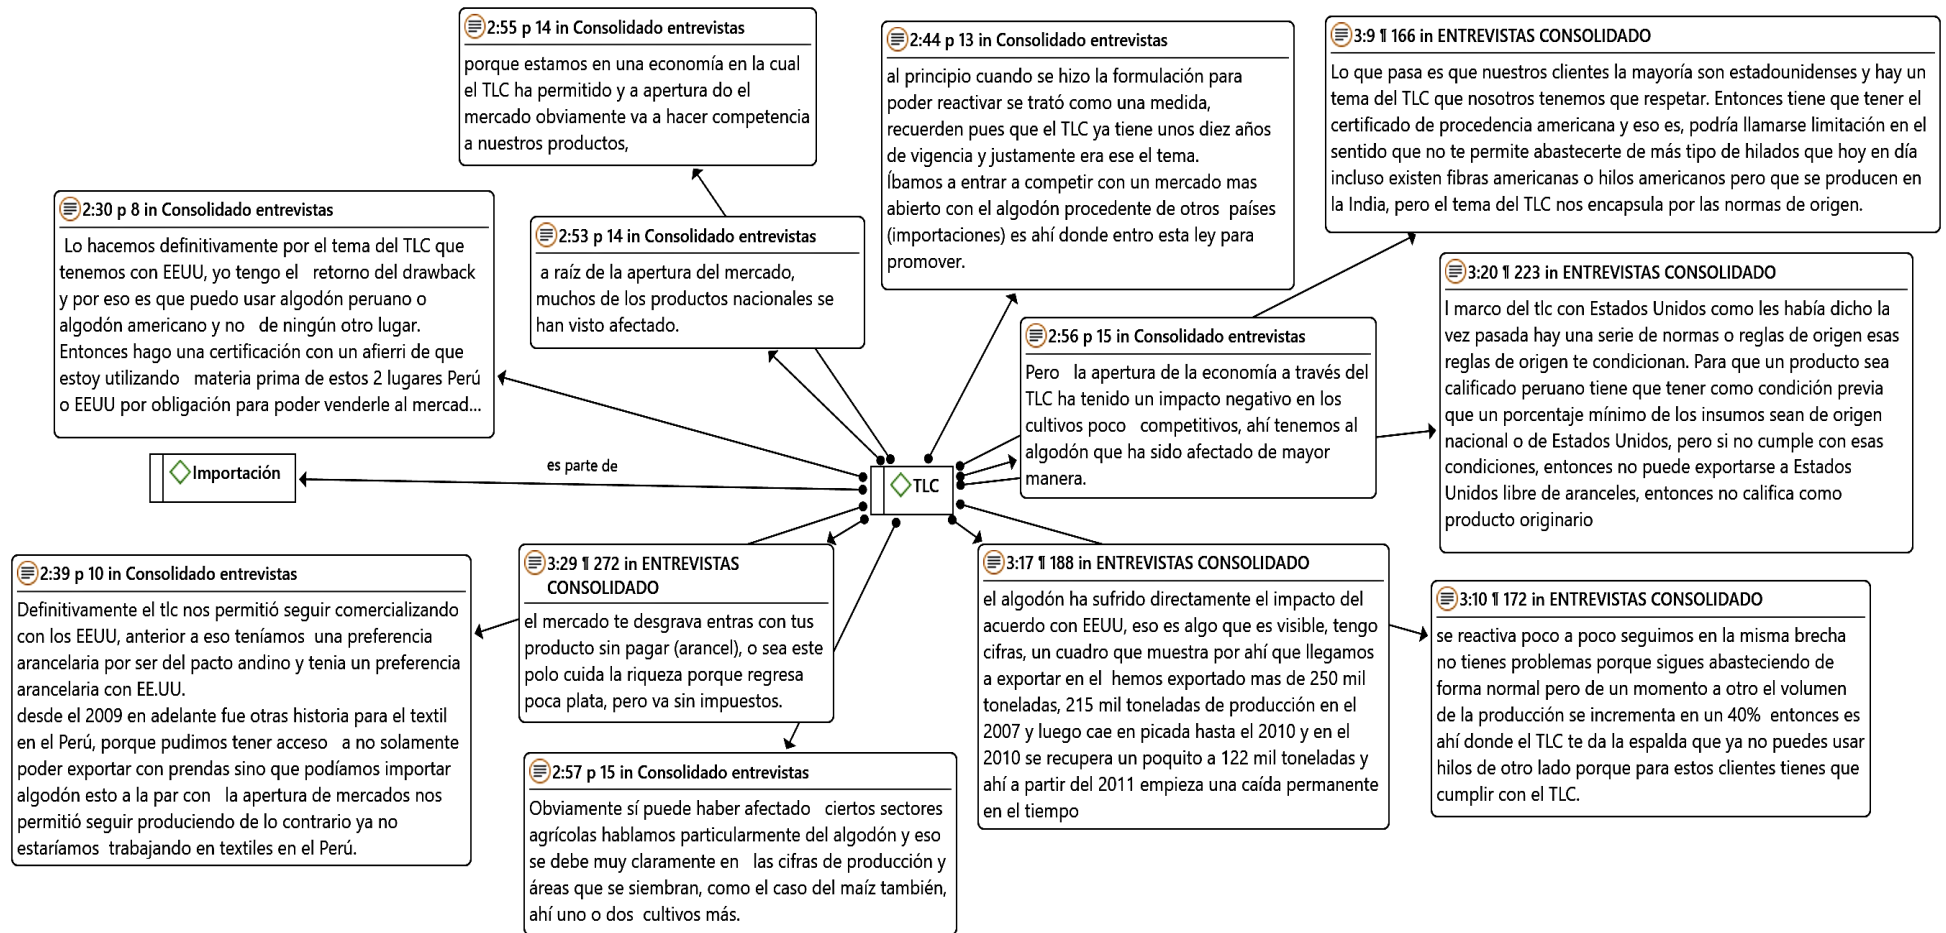 2:55 p 14 in Consolidado entrevistas
porque estamos en una economía en la cual
el TLC ha permitido y a apertura do el
mercado obviamente va a hacer competencia
a nuestros productos,
2:44 p 13 in Consolidado entrevistas
al principio cuando se hizo la formulación para
poder reactivar se trató como una medida,
recuerden pues que el TLC ya tiene unos diez años
de vigencia y justamente era ese el tema.
Íbamos a entrar a competir con un mercado mas
abierto con el algodón procedente de otros países
(importaciones) es ahí donde entro esta ley para
promover.
3:9 ¶ 166 in ENTREVISTAS CONSOLIDADO
Lo que pasa es que nuestros clientes la mayoría son estadounidenses y hay un
tema del TLC que nosotros tenemos que respetar. Entonces tiene que tener el
certificado de procedencia americana y eso es, podría llamarse limitación en el
sentido que no te permite abastecerte de más tipo de hilados que hoy en día
incluso existen fibras americanas o hilos americanos pero que se producen en
la India, pero el tema del TLC nos encapsula por las normas de origen.
2:30 p 8 in Consolidado entrevistas
Lo hacemos definitivamente por el tema del TLC que
tenemos con EEUU, yo tengo el retorno del drawback
y por eso es que puedo usar algodón peruano o
algodón americano y no de ningún otro lugar.
Entonces hago una certificación con un afierri de que
estoy utilizando materia prima de estos 2 lugares Perú
o EEUU por obligación para poder venderle al mercad...
2:53 p 14 in Consolidado entrevistas
a raíz de la apertura del mercado,
muchos de los productos nacionales se
han visto afectado.
3:20 ¶ 223 in ENTREVISTAS CONSOLIDADO
l marco del tlc con Estados Unidos como les había dicho la
vez pasada hay una serie de normas o reglas de origen esas
reglas de origen te condicionan. Para que un producto sea
calificado peruano tiene que tener como condición previa
que un porcentaje mínimo de los insumos sean de origen
nacional o de Estados Unidos, pero si no cumple con esas
condiciones, entonces no puede exportarse a Estados
Unidos libre de aranceles, entonces no califica como
producto originario
2:56 p 15 in Consolidado entrevistas
Pero la apertura de la economía a través del
TLC ha tenido un impacto negativo en los
cultivos poco competitivos, ahí tenemos al
algodón que ha sido afectado de mayor
manera.
Importación
es parte de
TLC
2:39 p 10 in Consolidado entrevistas
Definitivamente el tlc nos permitió seguir comercializando
con los EEUU, anterior a eso teníamos una preferencia
arancelaria por ser del pacto andino y tenia un preferencia
arancelaria con EE.UU.
desde el 2009 en adelante fue otras historia para el textil
en el Perú, porque pudimos tener acceso a no solamente
poder exportar con prendas sino que podíamos importar
algodón esto a la par con la apertura de mercados nos
permitió seguir produciendo de lo contrario ya no
estaríamos trabajando en textiles en el Perú.
3:29 ¶ 272 in ENTREVISTAS
CONSOLIDADO
el mercado te desgrava entras con tus
producto sin pagar (arancel), o sea este
polo cuida la riqueza porque regresa
poca plata, pero va sin impuestos.
3:17 ¶ 188 in ENTREVISTAS CONSOLIDADO
el algodón ha sufrido directamente el impacto del
acuerdo con EEUU, eso es algo que es visible, tengo
cifras, un cuadro que muestra por ahí que llegamos
a exportar en el hemos exportado mas de 250 mil
toneladas, 215 mil toneladas de producción en el
2007 y luego cae en picada hasta el 2010 y en el
2010 se recupera un poquito a 122 mil toneladas y
ahí a partir del 2011 empieza una caída permanente
en el tiempo
3:10 ¶ 172 in ENTREVISTAS CONSOLIDADO
se reactiva poco a poco seguimos en la misma brecha
no tienes problemas porque sigues abasteciendo de
forma normal pero de un momento a otro el volumen
de la producción se incrementa en un 40% entonces es
ahí donde el TLC te da la espalda que ya no puedes usar
hilos de otro lado porque para estos clientes tienes que
cumplir con el TLC.
2:57 p 15 in Consolidado entrevistas
Obviamente sí puede haber afectado ciertos sectores
agrícolas hablamos particularmente del algodón y eso
se debe muy claramente en las cifras de producción y
áreas que se siembran, como el caso del maíz también,
ahí uno o dos cultivos más.